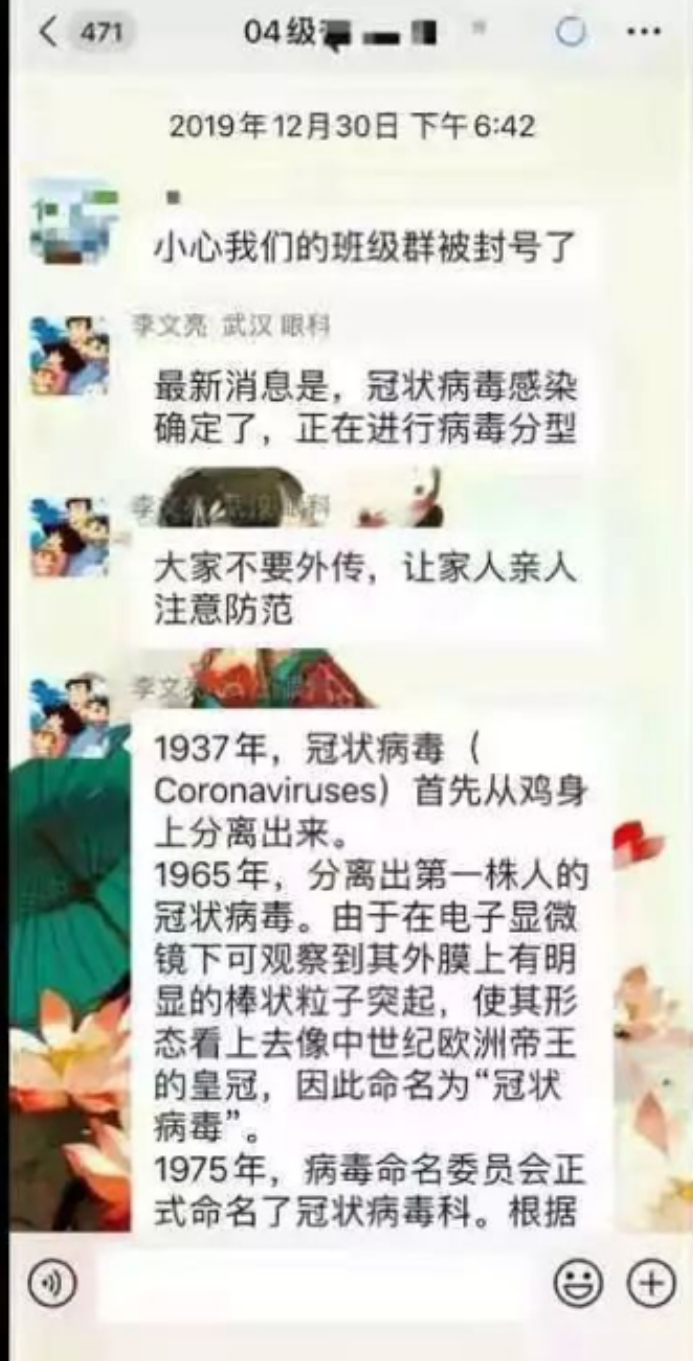 471
04级
2019年12月30日 下午6:42
小心我们的班级群被封号了
李文亮 武汉 眼科
最新消息是，冠状病毒感染
确定了，正在进行病毒分型
李文亮 武汉 眼科
大家不要外传，让家人亲人
注意防范
李文亮
1937年，冠状病毒（
Coronaviruses）首先从鸡身
上分离出来。
1965年，分离出第一株人的
冠状病毒。由于在电子显微
镜下可观察到其外膜上有明
显的棒状粒子突起，使其形
态看上去像中世纪欧洲帝王
的皇冠，因此命名为“冠状
病毒”。
1975年，病毒命名委员会正
式命名了冠状病毒科。根据